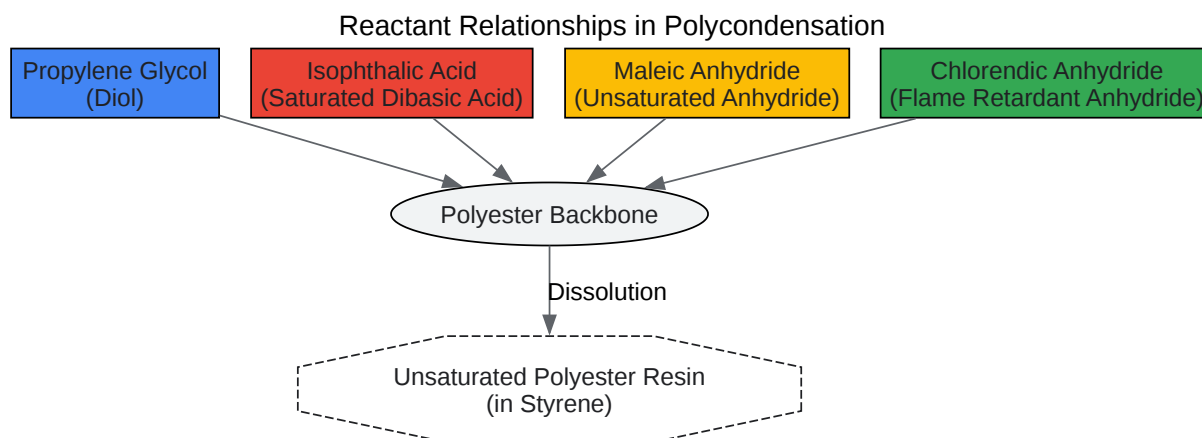 Reactant Relationships in Polycondensation
Propylene Glycol
(Diol)
Isophthalic Acid
(Saturated Dibasic Acid)
Maleic Anhydride
(Unsaturated Anhydride)
Chlorendic Anhydride
(Flame Retardant Anhydride)
Polyester Backbone
Dissolution
Unsaturated Polyester Resin
(in Styrene)